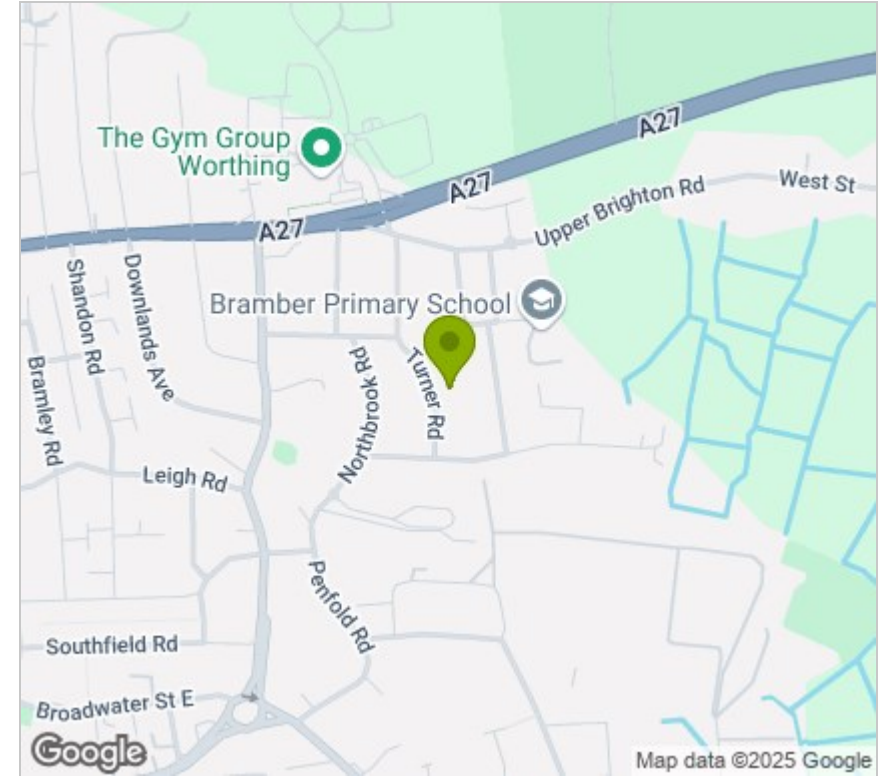 The Gym Group
Worthing
A27
A27
A27
Upper Brighton Rd
West St
Bramber Primary School
Shandon Rd
Downlands Ave
Bramley Rd
Northbrook Rd
Turner Rd
Leigh Rd
Penfold Rd
Southfield Rd
Broadwater St E
Google
Map data ©2025 Google